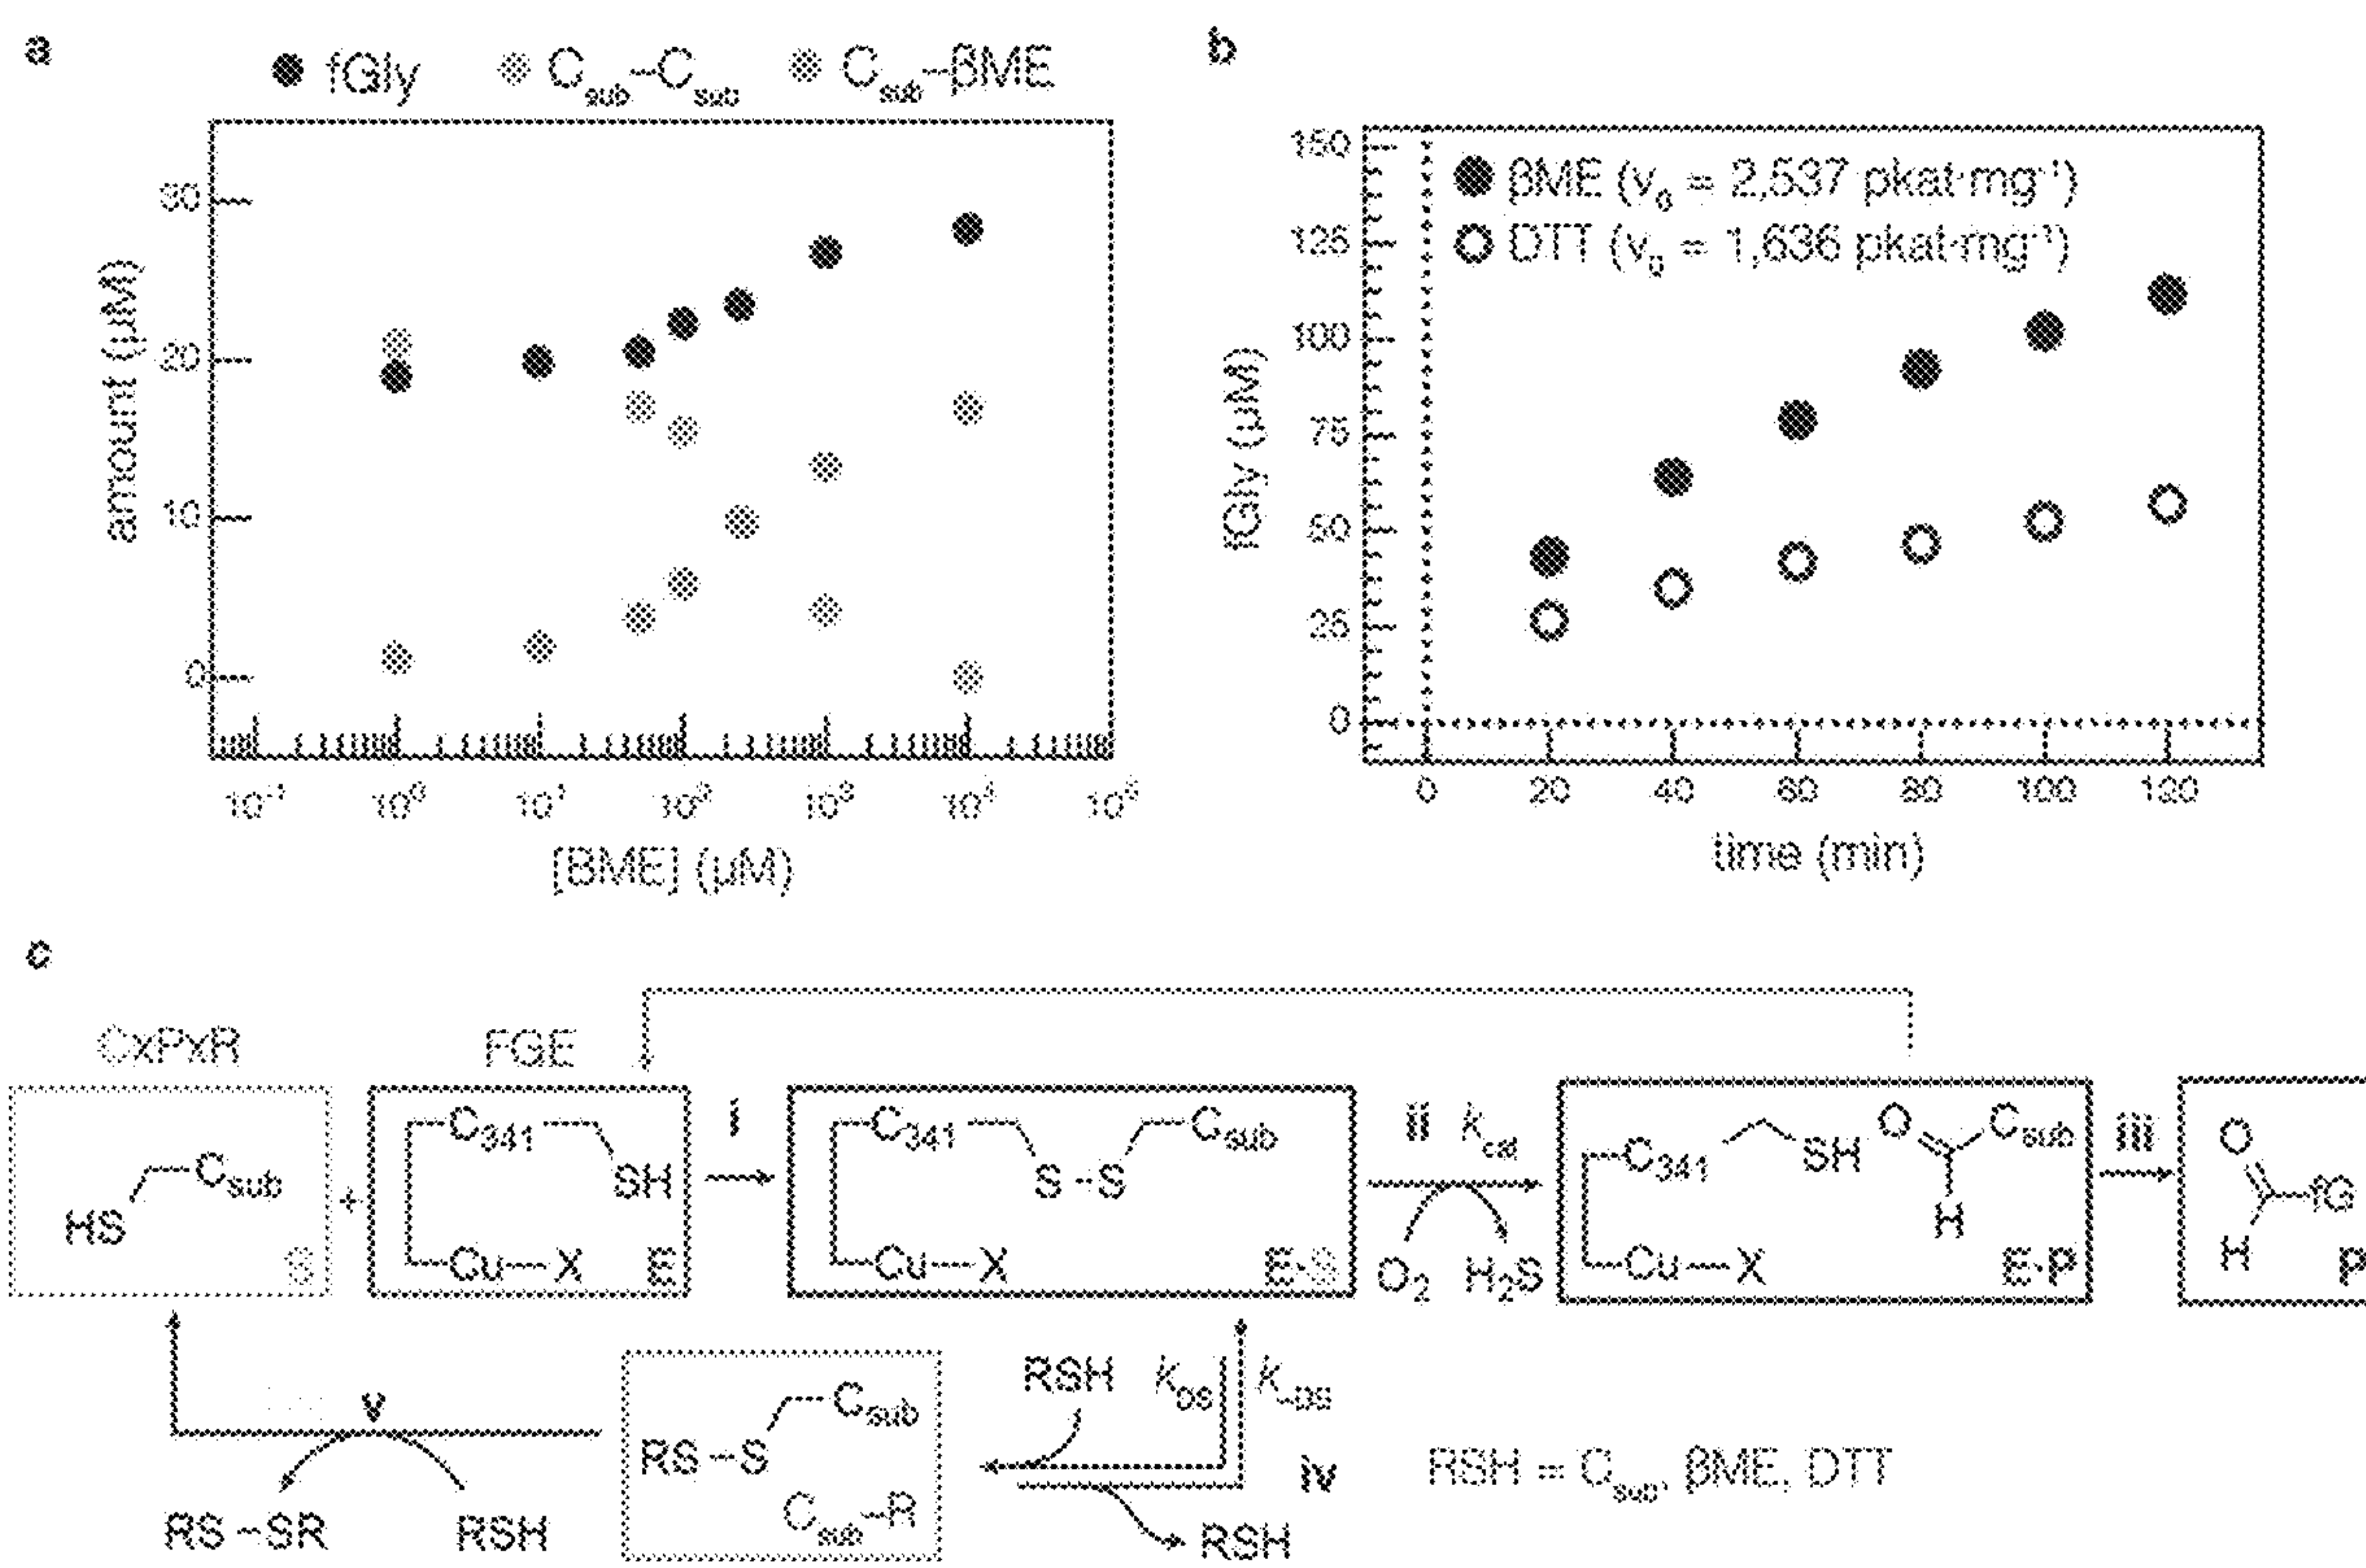 a
fGly C_sub–C_sub C_sub–βME
30
20
10
0
amount (μM)
10⁻¹ 10⁰ 10¹ 10² 10³ 10⁴ 10⁵
[BME] (μM)
b
βME (v₀ = 2,537 pkat·mg⁻¹)
DTT (v₀ = 1,636 pkat·mg⁻¹)
150
125
100
75
50
25
0
fGly (μM)
0 20 40 60 80 100 120
time (min)
c
CxPxR FGE
HS C_sub S
+
C₃₄₁ SH Cu—X E
i
C₃₄₁ S–S C_sub Cu—X E·S
ii k_cat
O₂ H₂S
C₃₄₁ SH O C_sub H Cu—X E·P
iii
O fG H P
v
RS–SR RSH
RS–S C_sub
C_sub–R
RSH k_DS k_-DS
iv
RSH
RSH = C_sub, βME, DTT